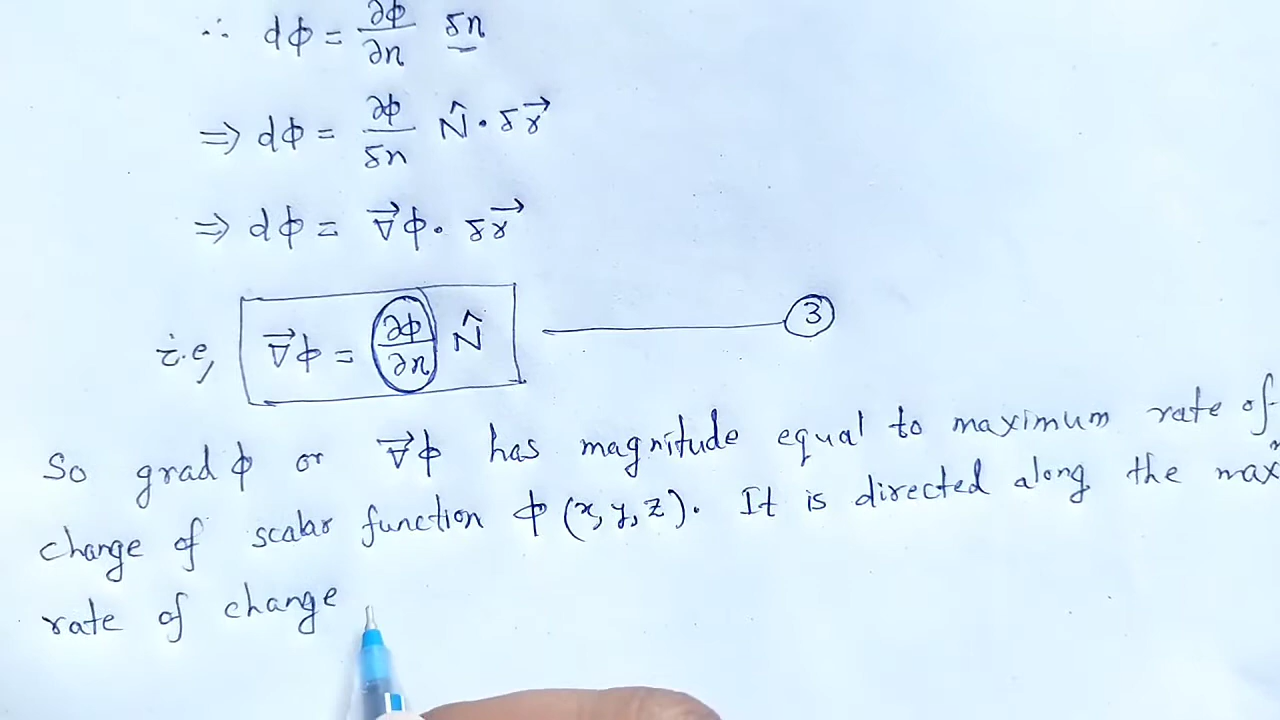 ∴ dϕ = ∂ϕ/∂n δn
⇒ dϕ = ∂ϕ/δn N̂ · δr⃗
⇒ dϕ = ∇⃗ϕ · δr⃗
i.e, ∇⃗ϕ = ∂ϕ/∂n N̂ ——— ③
So grad ϕ or ∇⃗ϕ has magnitude equal to maximum rate of
change of scalar function ϕ (x, y, z). It is directed along the max
rate of change